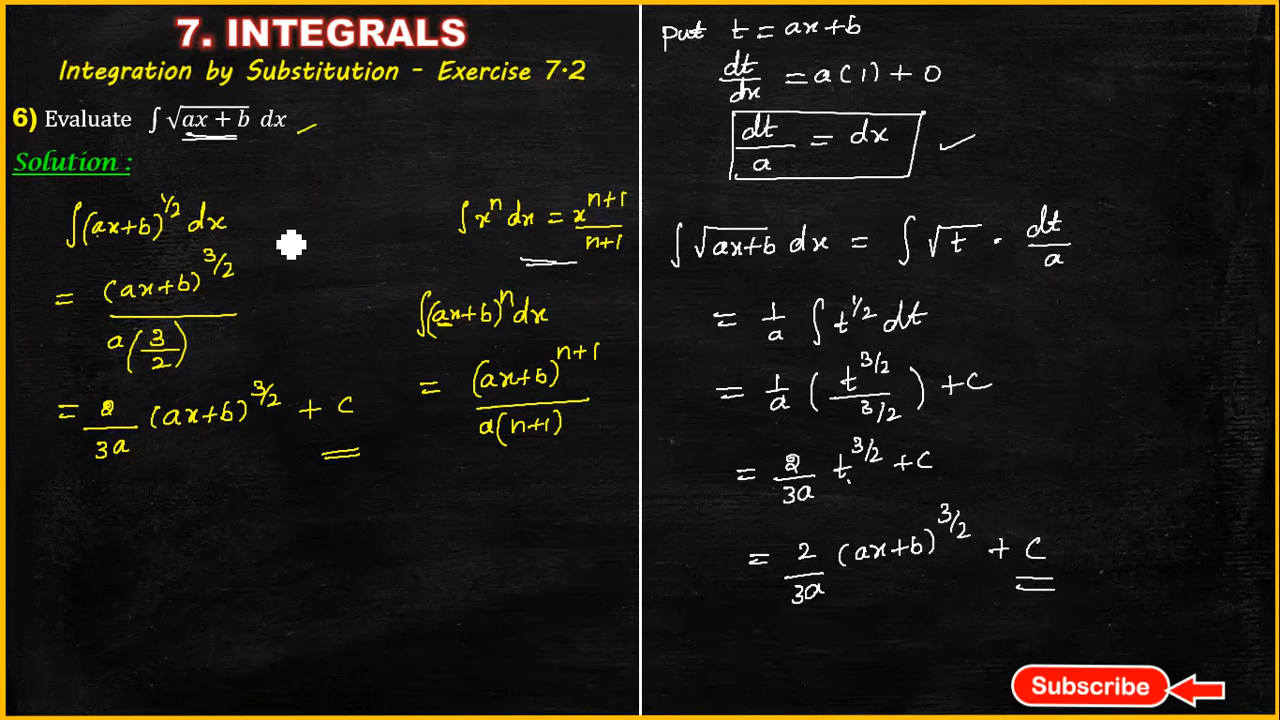 7. INTEGRALS
Integration by Substitution - Exercise 7.2
6) Evaluate ∫ √(ax + b) dx
Solution :
∫(ax+b)^1/2 dx
= (ax+b)^3/2 / a(3/2)
= 2/3a (ax+b)^3/2 + c
∫x^n dx = x^n+1 / n+1
∫(ax+b)^n dx
= (ax+b)^n+1 / a(n+1)
put t = ax+b
dt/dx = a(1) + 0
dt/a = dx
∫ √(ax+b) dx = ∫ √t · dt/a
= 1/a ∫ t^1/2 dt
= 1/a ( t^3/2 / 3/2 ) + C
= 2/3a t^3/2 + C
= 2/3a (ax+b)^3/2 + C
Subscribe